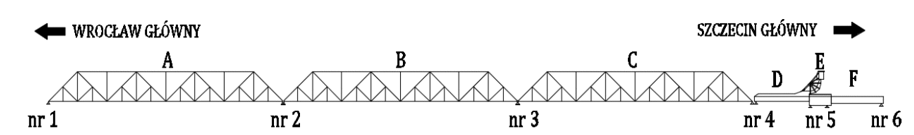 WROCŁAW GŁÓWNY
SZCZECIN GŁÓWNY
A B C D E F
nr 1 nr 2 nr 3 nr 4 nr 5 nr 6